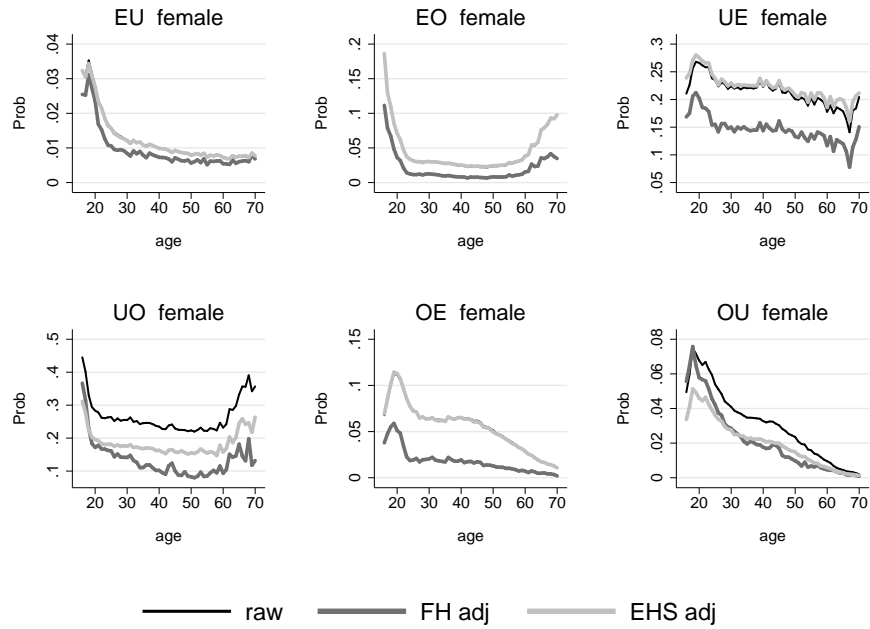 EU female
EO female
UE female
Prob
0 .01 .02 .03 .04
20 30 40 50 60 70
age
Prob
0 .05 .1 .15 .2
20 30 40 50 60 70
age
Prob
.05 .1 .15 .2 .25 .3
20 30 40 50 60 70
age
UO female
OE female
OU female
Prob
.1 .2 .3 .4 .5
20 30 40 50 60 70
age
Prob
0 .05 .1 .15
20 30 40 50 60 70
age
Prob
0 .02 .04 .06 .08
20 30 40 50 60 70
age
raw FH adj EHS adj